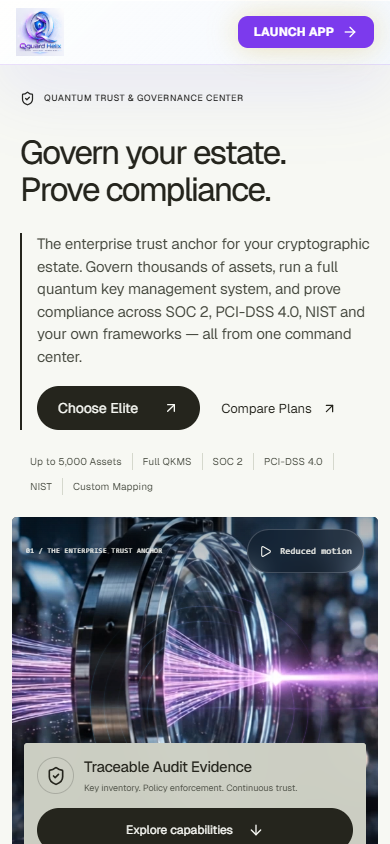 Qguard Helix
LAUNCH APP
QUANTUM TRUST & GOVERNANCE CENTER
Govern your estate.
Prove compliance.
The enterprise trust anchor for your cryptographic
estate. Govern thousands of assets, run a full
quantum key management system, and prove
compliance across SOC 2, PCI-DSS 4.0, NIST and
your own frameworks — all from one command
center.
Choose Elite
Compare Plans
Up to 5,000 Assets
Full QKMS
SOC 2
PCI-DSS 4.0
NIST
Custom Mapping
01 / THE ENTERPRISE TRUST ANCHOR
Reduced motion
Traceable Audit Evidence
Key inventory. Policy enforcement. Continuous trust.
Explore capabilities